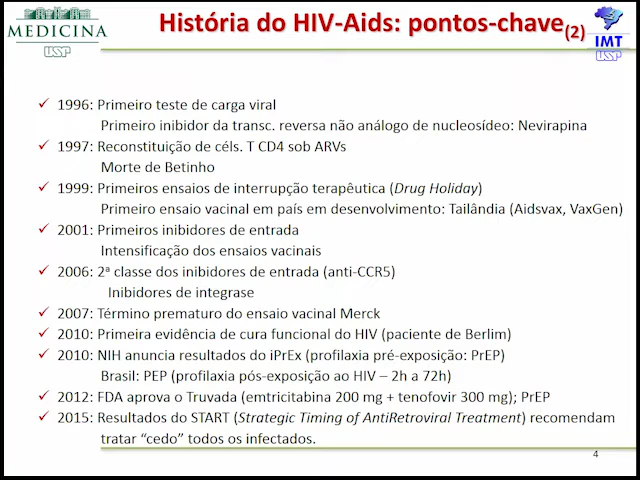 MEDICINA
USP
História do HIV-Aids: pontos-chave(2)
IMT
USP
✓ 1996: Primeiro teste de carga viral
Primeiro inibidor da transc. reversa não análogo de nucleosídeo: Nevirapina
✓ 1997: Reconstituição de céls. T CD4 sob ARVs
Morte de Betinho
✓ 1999: Primeiros ensaios de interrupção terapêutica (Drug Holiday)
Primeiro ensaio vacinal em país em desenvolvimento: Tailândia (Aidsvax, VaxGen)
✓ 2001: Primeiros inibidores de entrada
Intensificação dos ensaios vacinais
✓ 2006: 2ª classe dos inibidores de entrada (anti-CCR5)
Inibidores de integrase
✓ 2007: Término prematuro do ensaio vacinal Merck
✓ 2010: Primeira evidência de cura funcional do HIV (paciente de Berlim)
✓ 2010: NIH anuncia resultados do iPrEx (profilaxia pré-exposição: PrEP)
Brasil: PEP (profilaxia pós-exposição ao HIV – 2h a 72h)
✓ 2012: FDA aprova o Truvada (emtricitabina 200 mg + tenofovir 300 mg); PrEP
✓ 2015: Resultados do START (Strategic Timing of AntiRetroviral Treatment) recomendam
tratar “cedo” todos os infectados.
4